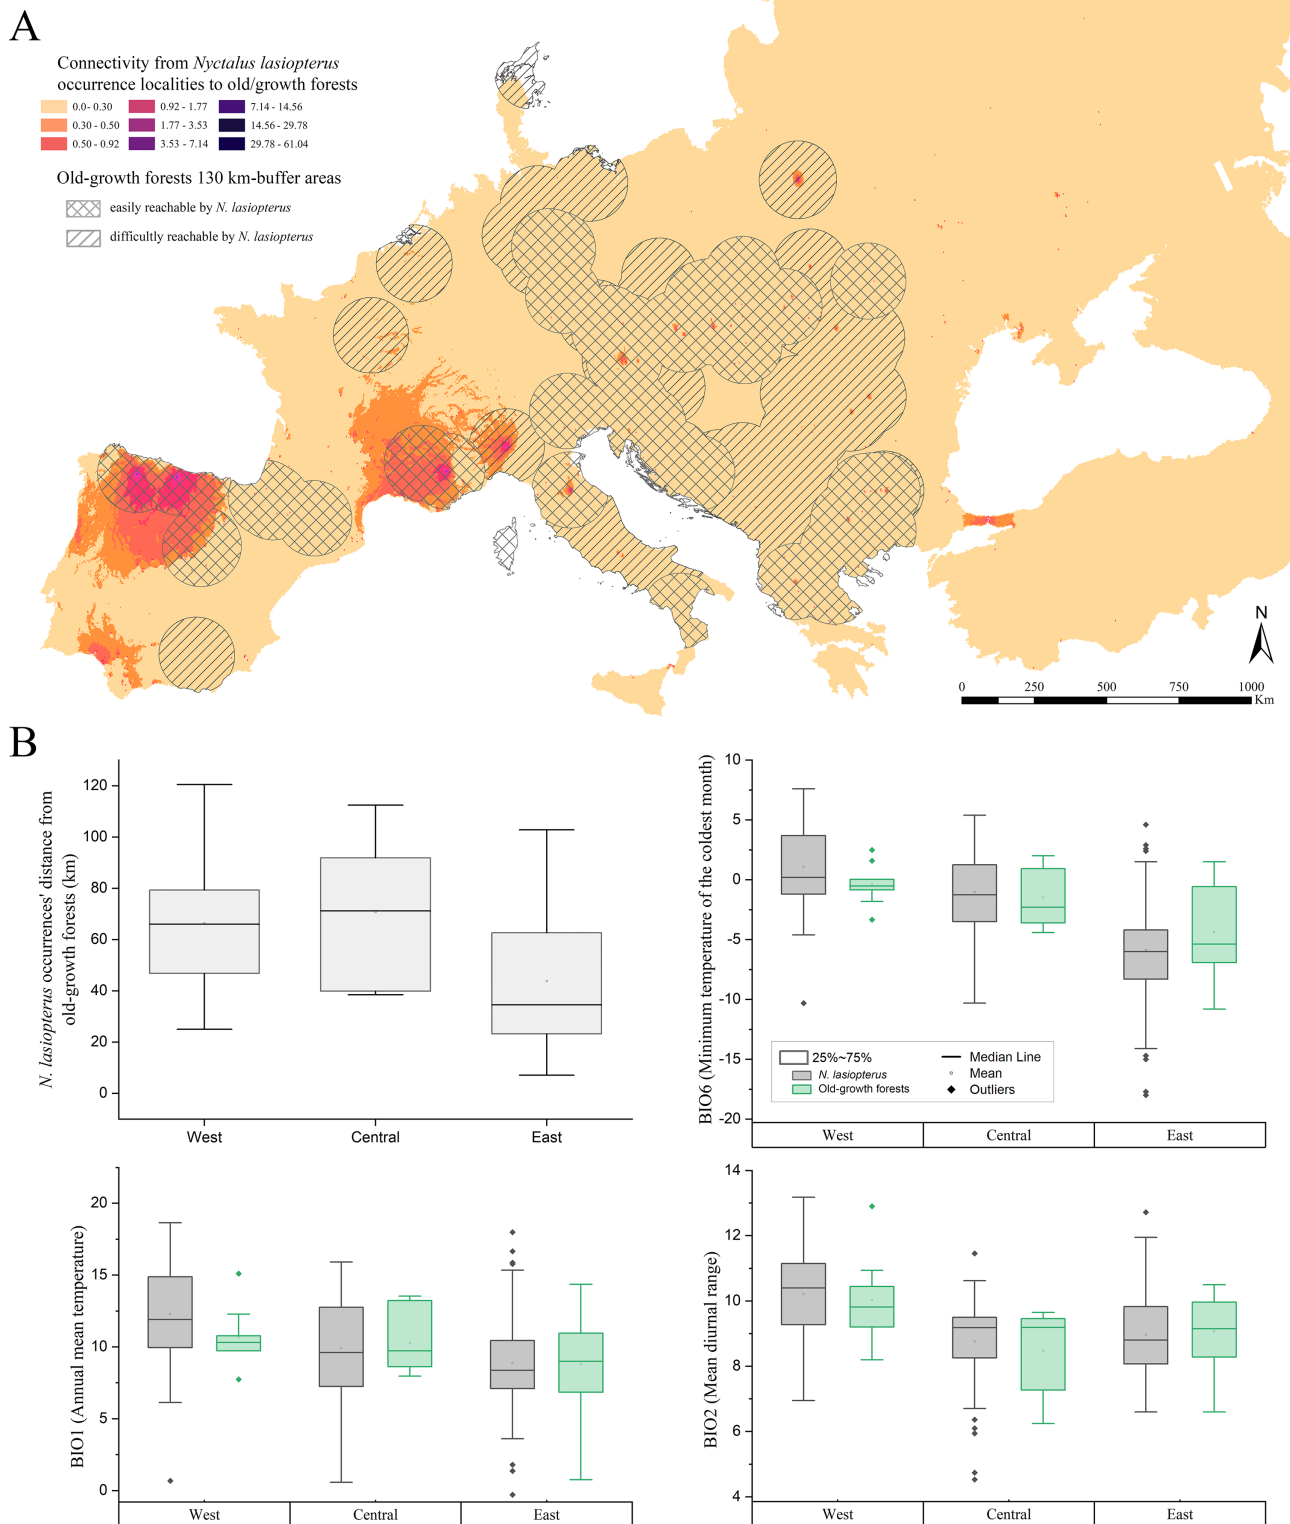 A
Connectivity from Nyctalus lasiopterus
occurrence localities to old/growth forests
0.0- 0.30
0.92 - 1.77
7.14 - 14.56
0.30 - 0.50
1.77 - 3.53
14.56 - 29.78
0.50 - 0.92
3.53 - 7.14
29.78 - 61.04
Old-growth forests 130 km-buffer areas
easily reachable by N. lasiopterus
difficultly reachable by N. lasiopterus
N
0 250 500 750 1000
Km
B
N. lasiopterus occurrences' distance from
old-growth forests (km)
120
100
80
60
40
20
0
West Central East
BIO6 (Minimum temperature of the coldest month)
10
5
0
-5
-10
-15
-20
25%~75%
N. lasiopterus
Old-growth forests
Median Line
Mean
Outliers
West Central East
BIO1 (Annual mean temperature)
20
15
10
5
0
West Central East
BIO2 (Mean diurnal range)
14
12
10
8
6
4
West Central East